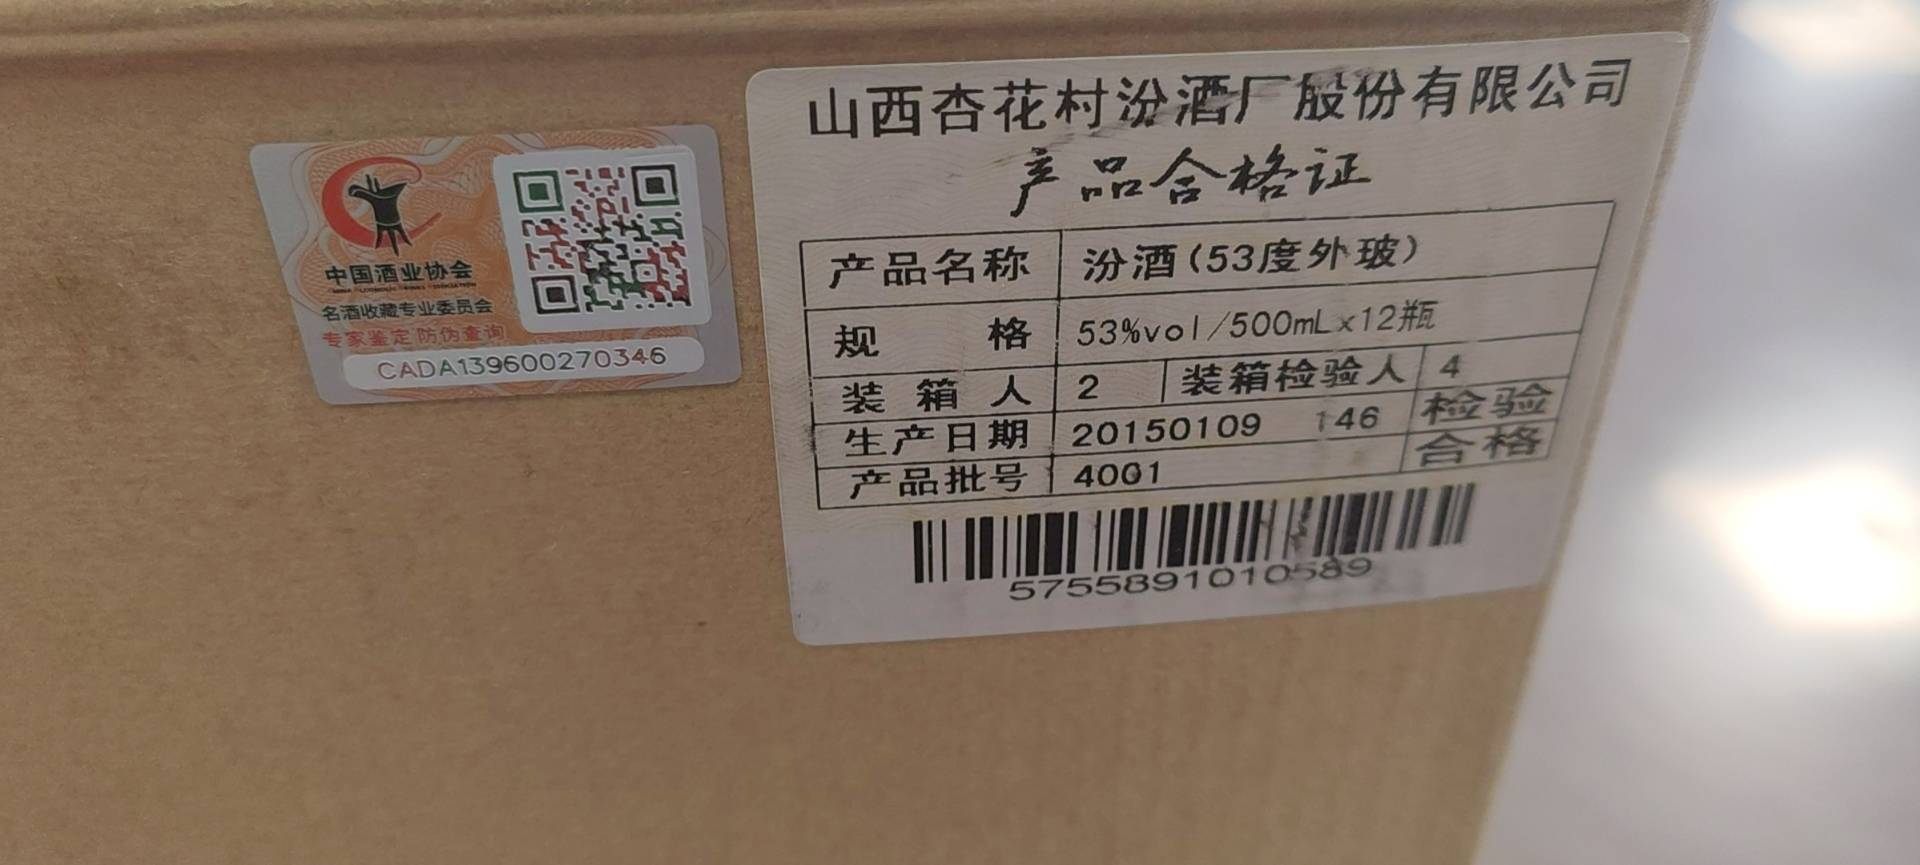 中国酒业协会
名酒收藏专业委员会
专家鉴定 防伪查询
CADA139600270346
山西杏花村汾酒厂股份有限公司
产品合格证
产品名称 汾酒(53度外玻)
规 格 53%vol/500mL×12瓶
装箱人 2 装箱检验人 4
生产日期 20150109 146 检验
产品批号 4001 合格
5755891010589